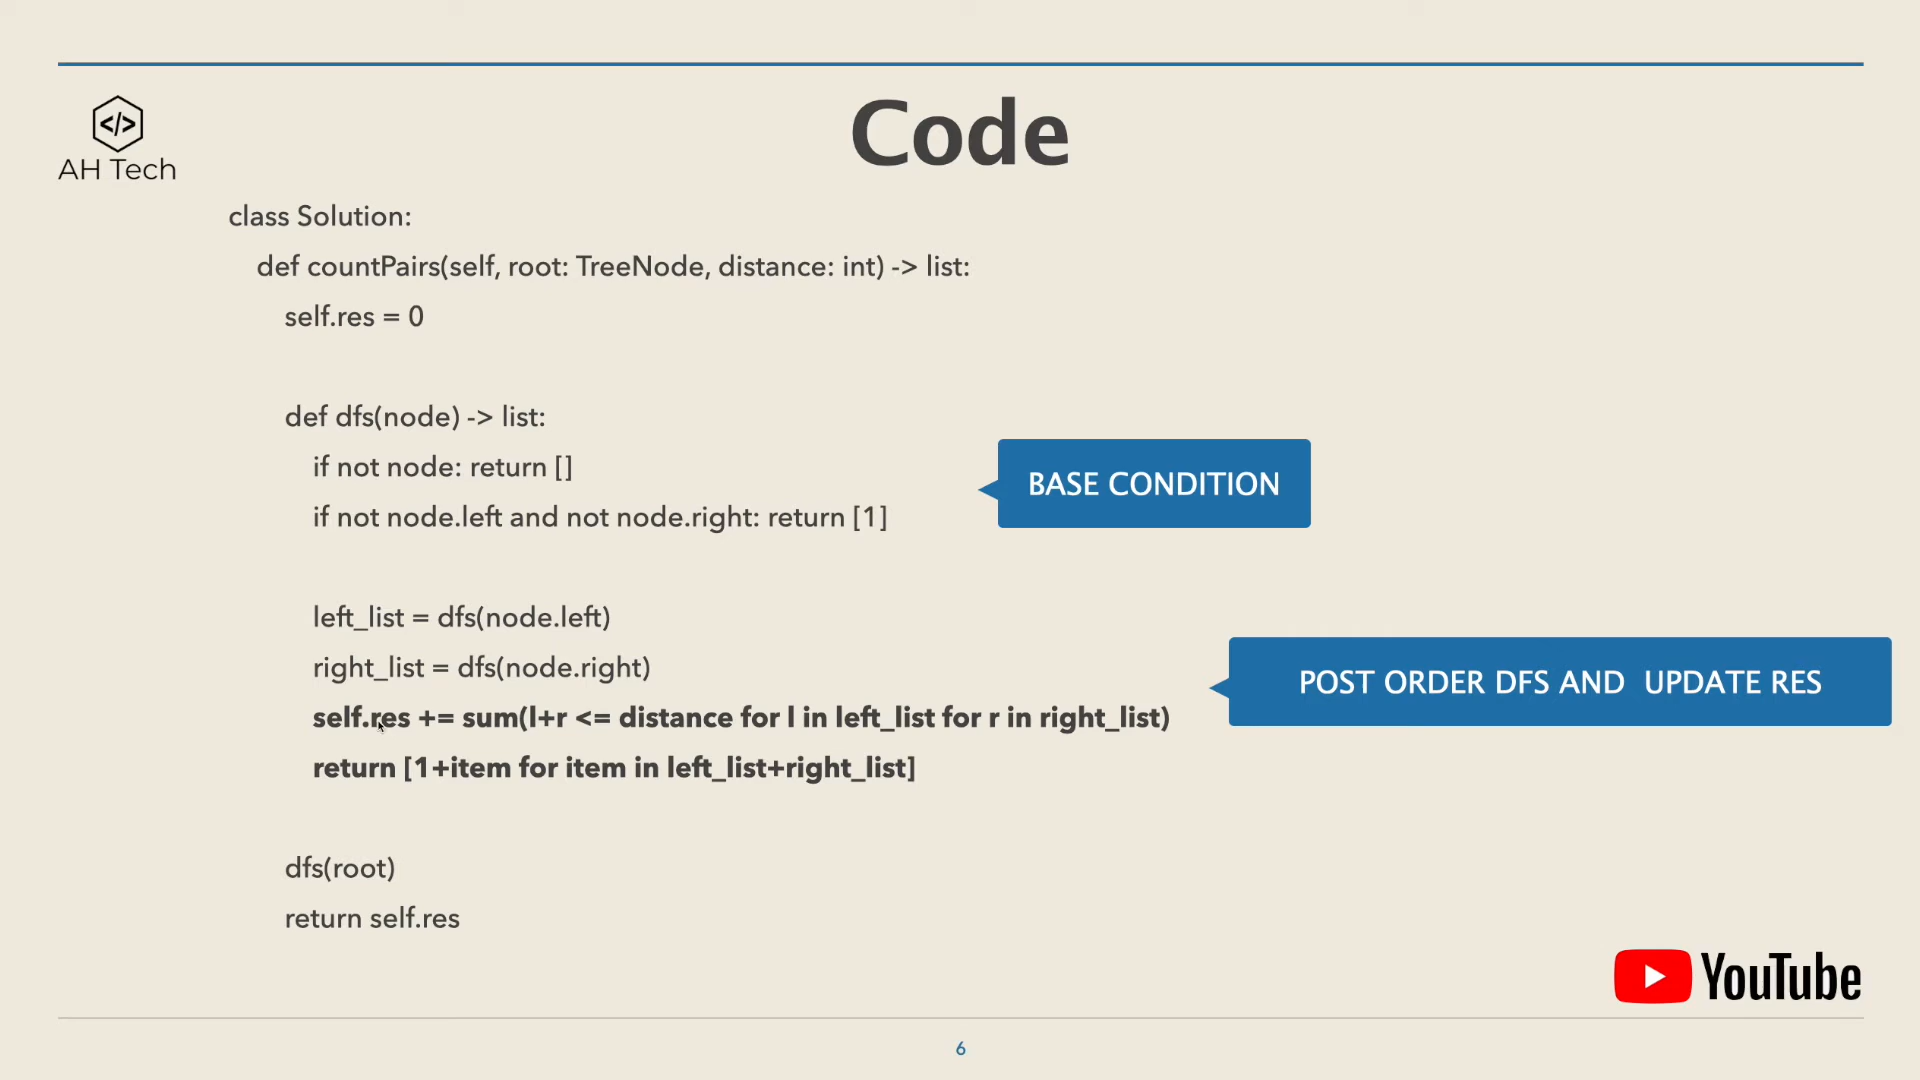 </>
AH Tech
Code
class Solution:
def countPairs(self, root: TreeNode, distance: int) -> list:
self.res = 0
def dfs(node) -> list:
if not node: return []
if not node.left and not node.right: return [1]
BASE CONDITION
left_list = dfs(node.left)
right_list = dfs(node.right)
POST ORDER DFS AND  UPDATE RES
self.res += sum(l+r <= distance for l in left_list for r in right_list)
return [1+item for item in left_list+right_list]
dfs(root)
return self.res
YouTube
6